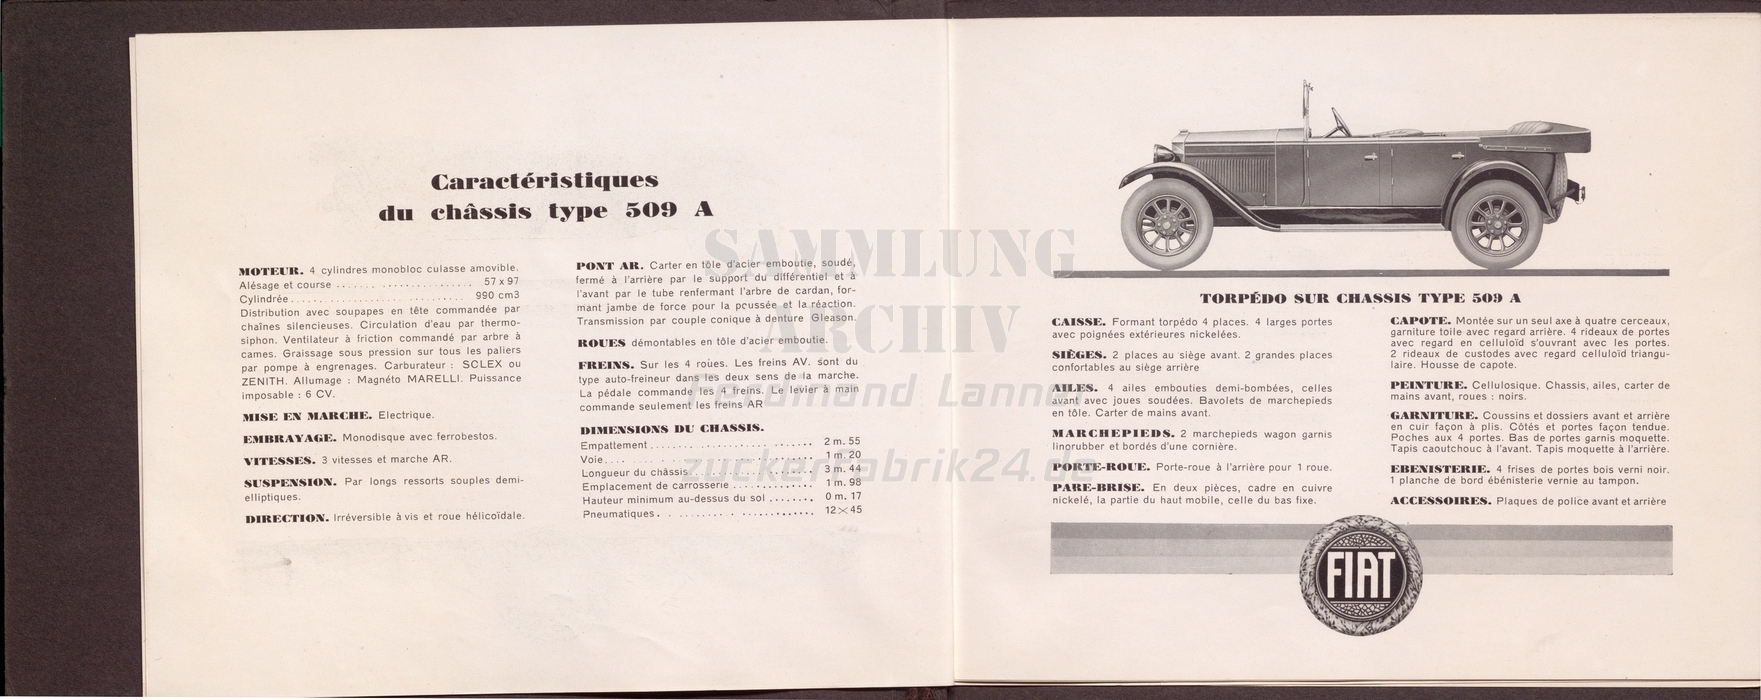 Caractéristiques
du châssis type 509 A
MOTEUR. 4 cylindres monobloc culasse amovible.
Alésage et course ........................ 57 x 97
Cylindrée................................ 990 cm3
Distribution avec soupapes en tête commandée par
chaînes silencieuses. Circulation d'eau par thermo-
siphon. Ventilateur à friction commandé par arbre à
cames. Graissage sous pression sur tous les paliers
par pompe à engrenages. Carburateur : SCLEX ou
ZENITH. Allumage : Magnéto MARELLI. Puissance
imposable : 6 CV.
MISE EN MARCHE. Electrique.
EMBRAYAGE. Monodisque avec ferrobestos.
VITESSES. 3 vitesses et marche AR.
SUSPENSION. Par longs ressorts souples demi-
elliptiques.
DIRECTION. Irréversible à vis et roue hélicoïdale.
PONT AR. Carter en tôle d'acier emboutie, soudé,
fermé à l'arrière par le support du différentiel et à
l'avant par le tube renfermant l'arbre de cardan, for-
mant jambe de force pour la pcussée et la réaction.
Transmission par couple conique à denture Gleason.
ROUES démontables en tôle d'acier emboutie.
FREINS. Sur les 4 roues. Les freins AV. sont du
type auto-freineur dans les deux sens de la marche.
La pédale commande les 4 freins. Le levier à main
commande seulement les freins AR
DIMENSIONS DU CHASSIS.
Empattement............................ 2 m. 55
Voie................................... 1 m. 20
Longueur du châssis.................... 3 m. 44
Emplacement de carrosserie ............. 1 m. 98
Hauteur minimum au-dessus du sol ........ 0 m. 17
Pneumatiques........................... 12×45
TORPÉDO SUR CHASSIS TYPE 509 A
CAISSE. Formant torpédo 4 places. 4 larges portes
avec poignées extérieures nickelées.
SIÈGES. 2 places au siège avant. 2 grandes places
confortables au siège arrière
AILES. 4 ailes embouties demi-bombées, celles
avant avec joues soudées. Bavolets de marchepieds
en tôle. Carter de mains avant.
MARCHEPIEDS. 2 marchepieds wagon garnis
linorubber et bordés d'une cornière.
PORTE-ROUE. Porte-roue à l'arrière pour 1 roue.
PARE-BRISE. En deux pièces, cadre en cuivre
nickelé, la partie du haut mobile, celle du bas fixe.
CAPOTE. Montée sur un seul axe à quatre cerceaux,
garniture toile avec regard arrière. 4 rideaux de portes
avec regard en celluloïd s'ouvrant avec les portes.
2 rideaux de custodes avec regard celluloïd triangu-
laire. Housse de capote.
PEINTURE. Cellulosique. Chassis, ailes, carter de
mains avant, roues : noirs.
GARNITURE. Coussins et dossiers avant et arrière
en cuir façon à plis. Côtés et portes façon tendue.
Poches aux 4 portes. Bas de portes garnis moquette.
Tapis caoutchouc à l'avant. Tapis moquette à l'arrière.
EBENISTERIE. 4 frises de portes bois verni noir.
1 planche de bord ébénisterie vernie au tampon.
ACCESSOIRES. Plaques de police avant et arrière
FIAT
SAMMLUNG
ARCHIV
Ferdinand Lanner
zuckerfabrik24.de